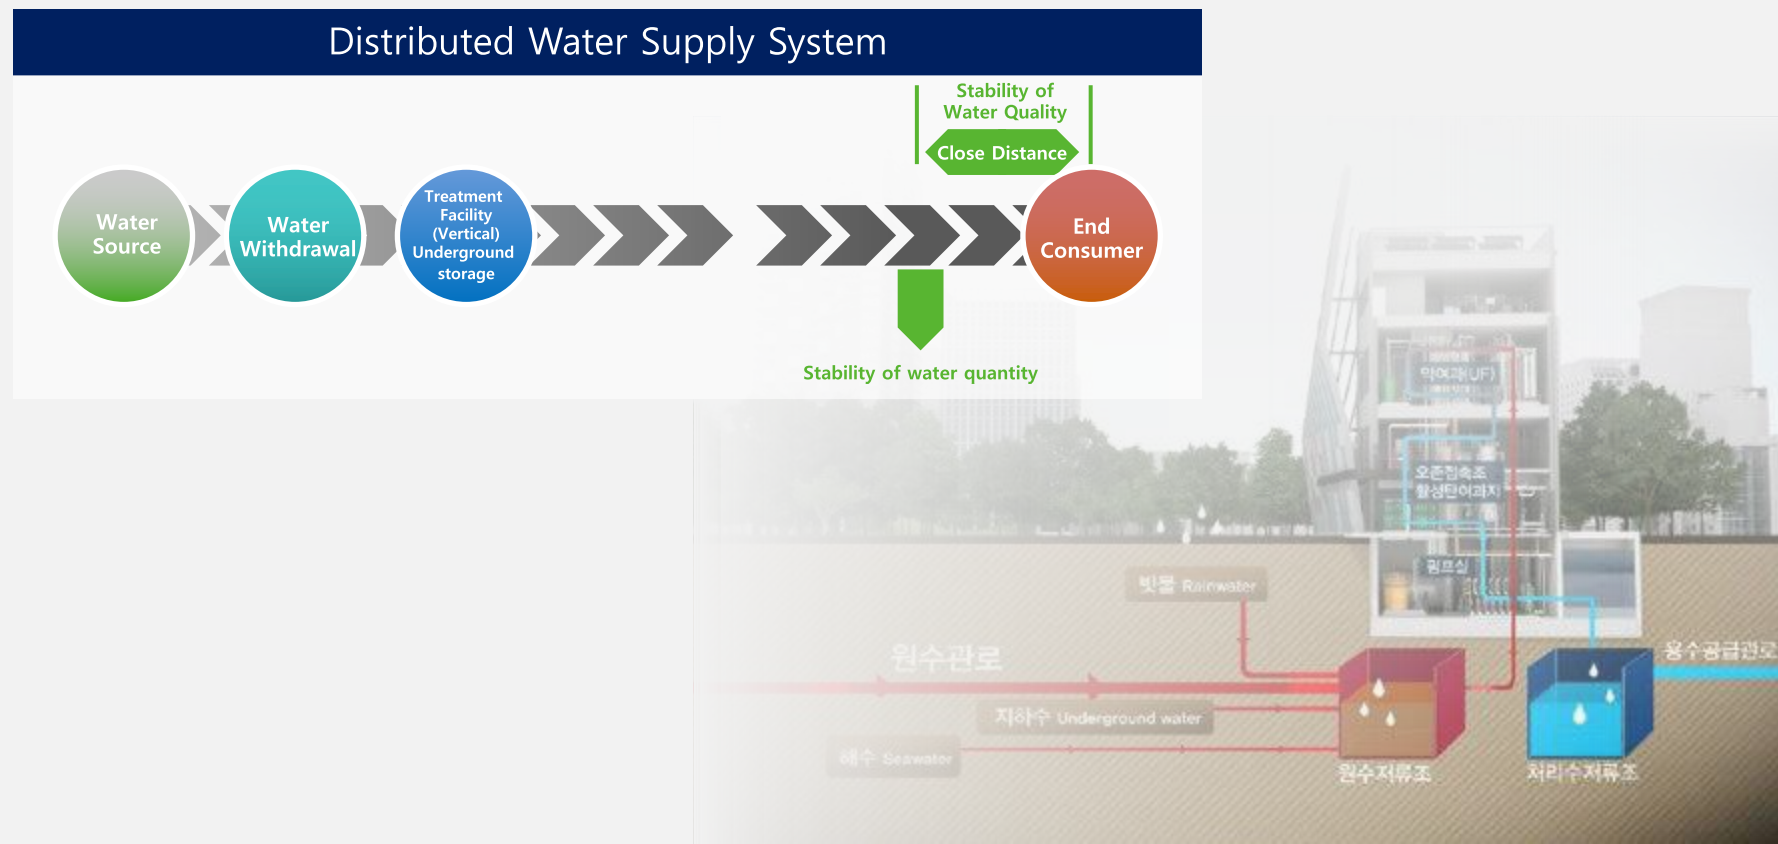 Distributed Water Supply System
Stability of
Water Quality
Close Distance
Water
Source
Water
Withdrawal
Treatment
Facility
(Vertical)
Underground
storage
End
Consumer
Stability of water quantity
막여과(UF)
오존접촉조
활성탄여과지
펌프실
빗물 Rainwater
원수관로
용수공급관로
지하수 Underground water
해수 Seawater
원수저류조
처리수저류조